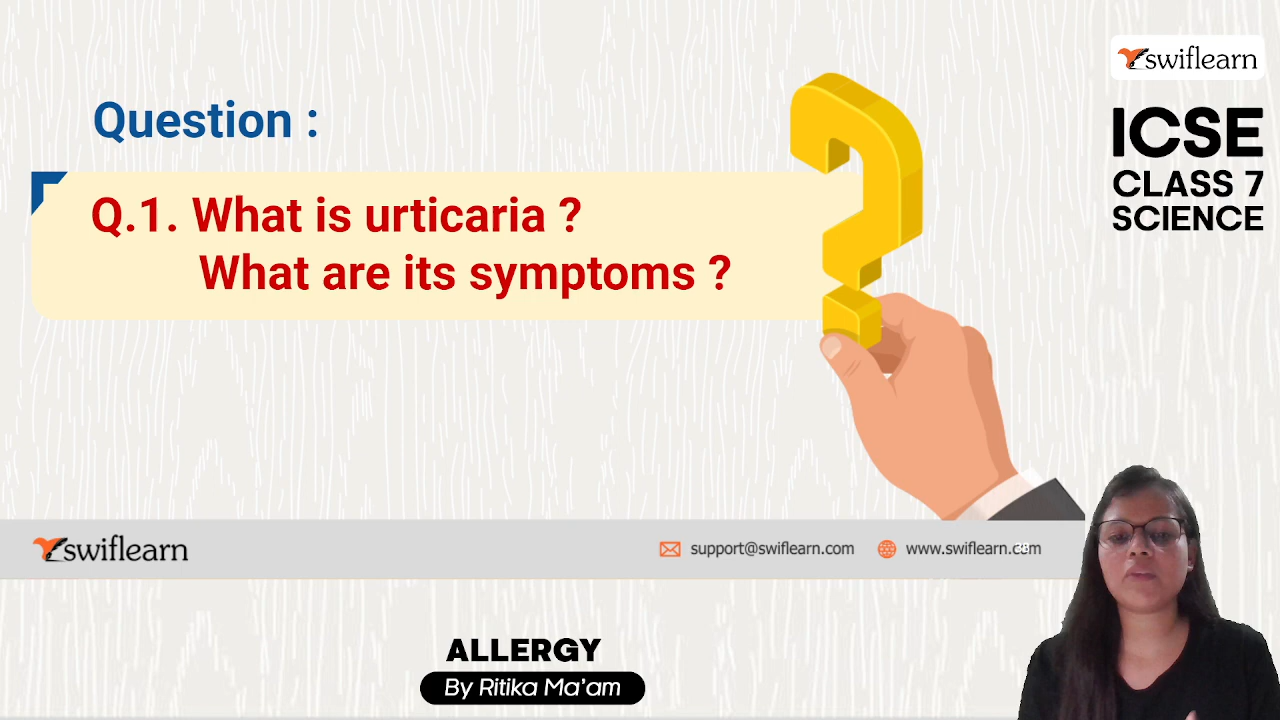 swiflearn
ICSE
CLASS 7
SCIENCE
Question :
Q.1. What is urticaria ?
What are its symptoms ?
swiflearn
support@swiflearn.com
www.swiflearn.com
ALLERGY
By Ritika Ma'am